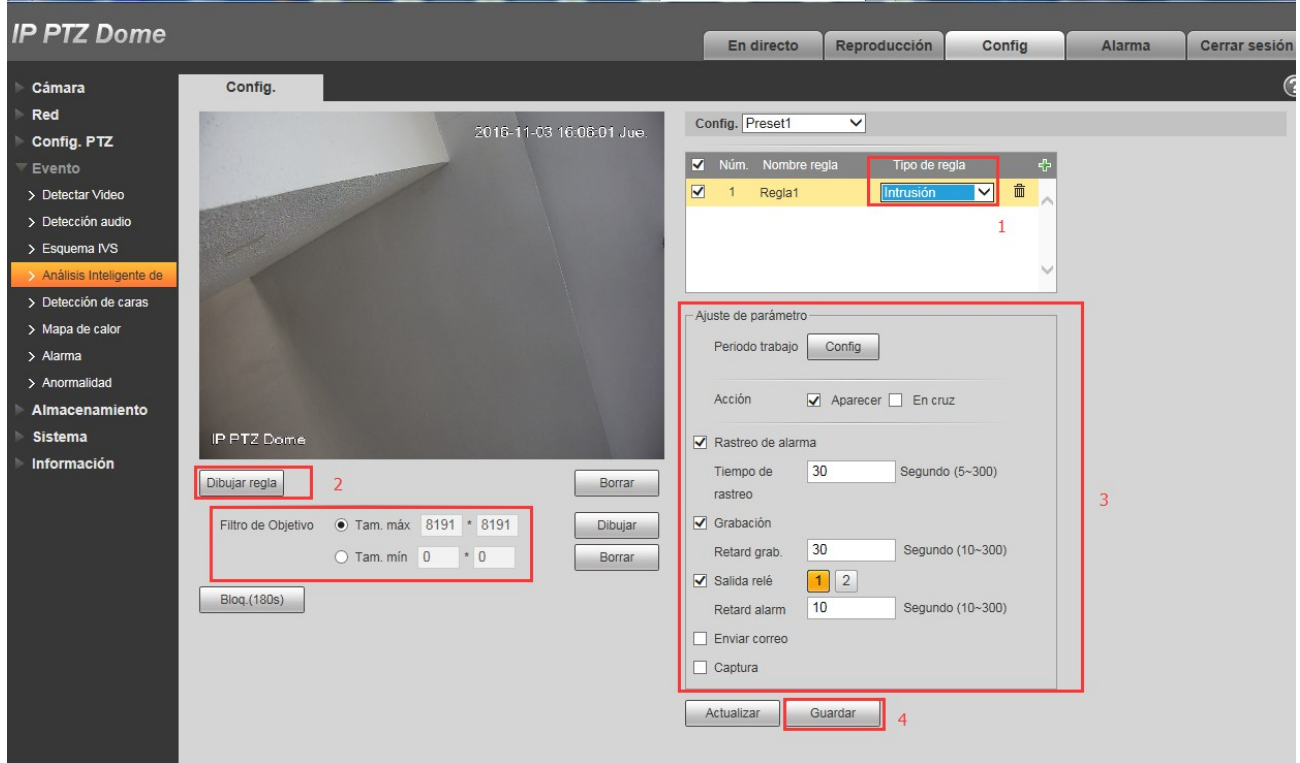 IP PTZ Dome
En directo Reproducción Config Alarma Cerrar sesión
Cámara
Red
Config. PTZ
Evento
Detectar Video
Detección audio
Esquema IVS
Análisis Inteligente de
Detección de caras
Mapa de calor
Alarma
Anormalidad
Almacenamiento
Sistema
Información
Config.
?
2016-11-03 16:06:01 Jue.
IP PTZ Dome
Dibujar regla 2 Borrar
Filtro de Objetivo Tam. máx 8191 * 8191 Dibujar
Tam. mín 0 * 0 Borrar
Bloq.(180s)
Config. Preset1
Núm. Nombre regla Tipo de regla
1 Regla1 Intrusión
1
Ajuste de parámetro
Periodo trabajo Config
Acción Aparecer En cruz
Rastreo de alarma
Tiempo de 30 Segundo (5~300)
rastreo
3
Grabación
Retard grab. 30 Segundo (10~300)
Salida relé 1 2
Retard alarm 10 Segundo (10~300)
Enviar correo
Captura
Actualizar Guardar 4